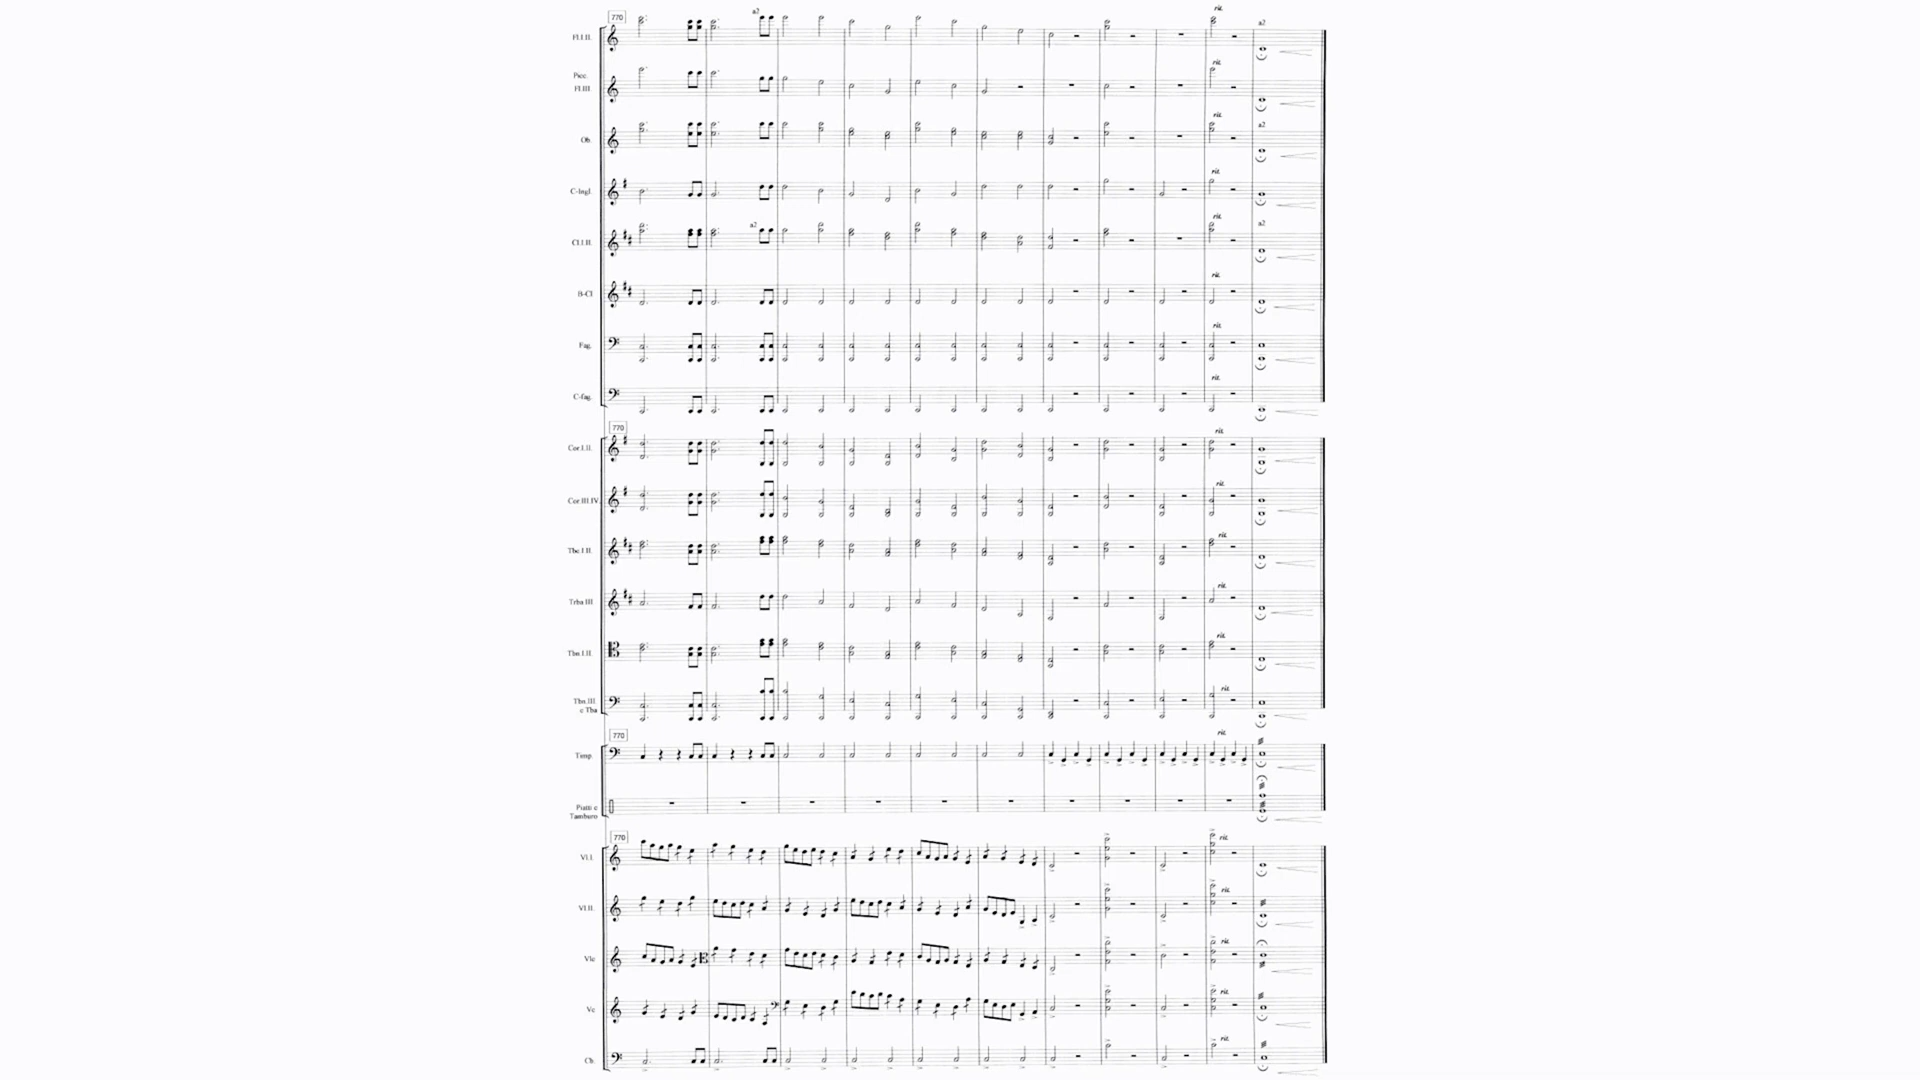 770
a2
rit.
a2
Fl.I.II.
rit.
Picc.
Fl.III
rit.
a2
Ob.
rit.
C-Ingl.
rit.
a2
a2
Cl.I.II.
rit.
B-Cl
rit.
Fag.
rit.
C-fag.
770
rit.
Cor I.II.
rit.
Cor III.IV.
rit.
Tbe I.II.
rit.
Trba III
rit.
Tbn I.II.
rit.
Tbn.III.
e Tba
770
rit.
Timp.
Piatti e
Tamburo
770
rit.
Vl.I.
rit.
Vl.II.
rit.
Vle
rit.
Vc
rit.
Cb.